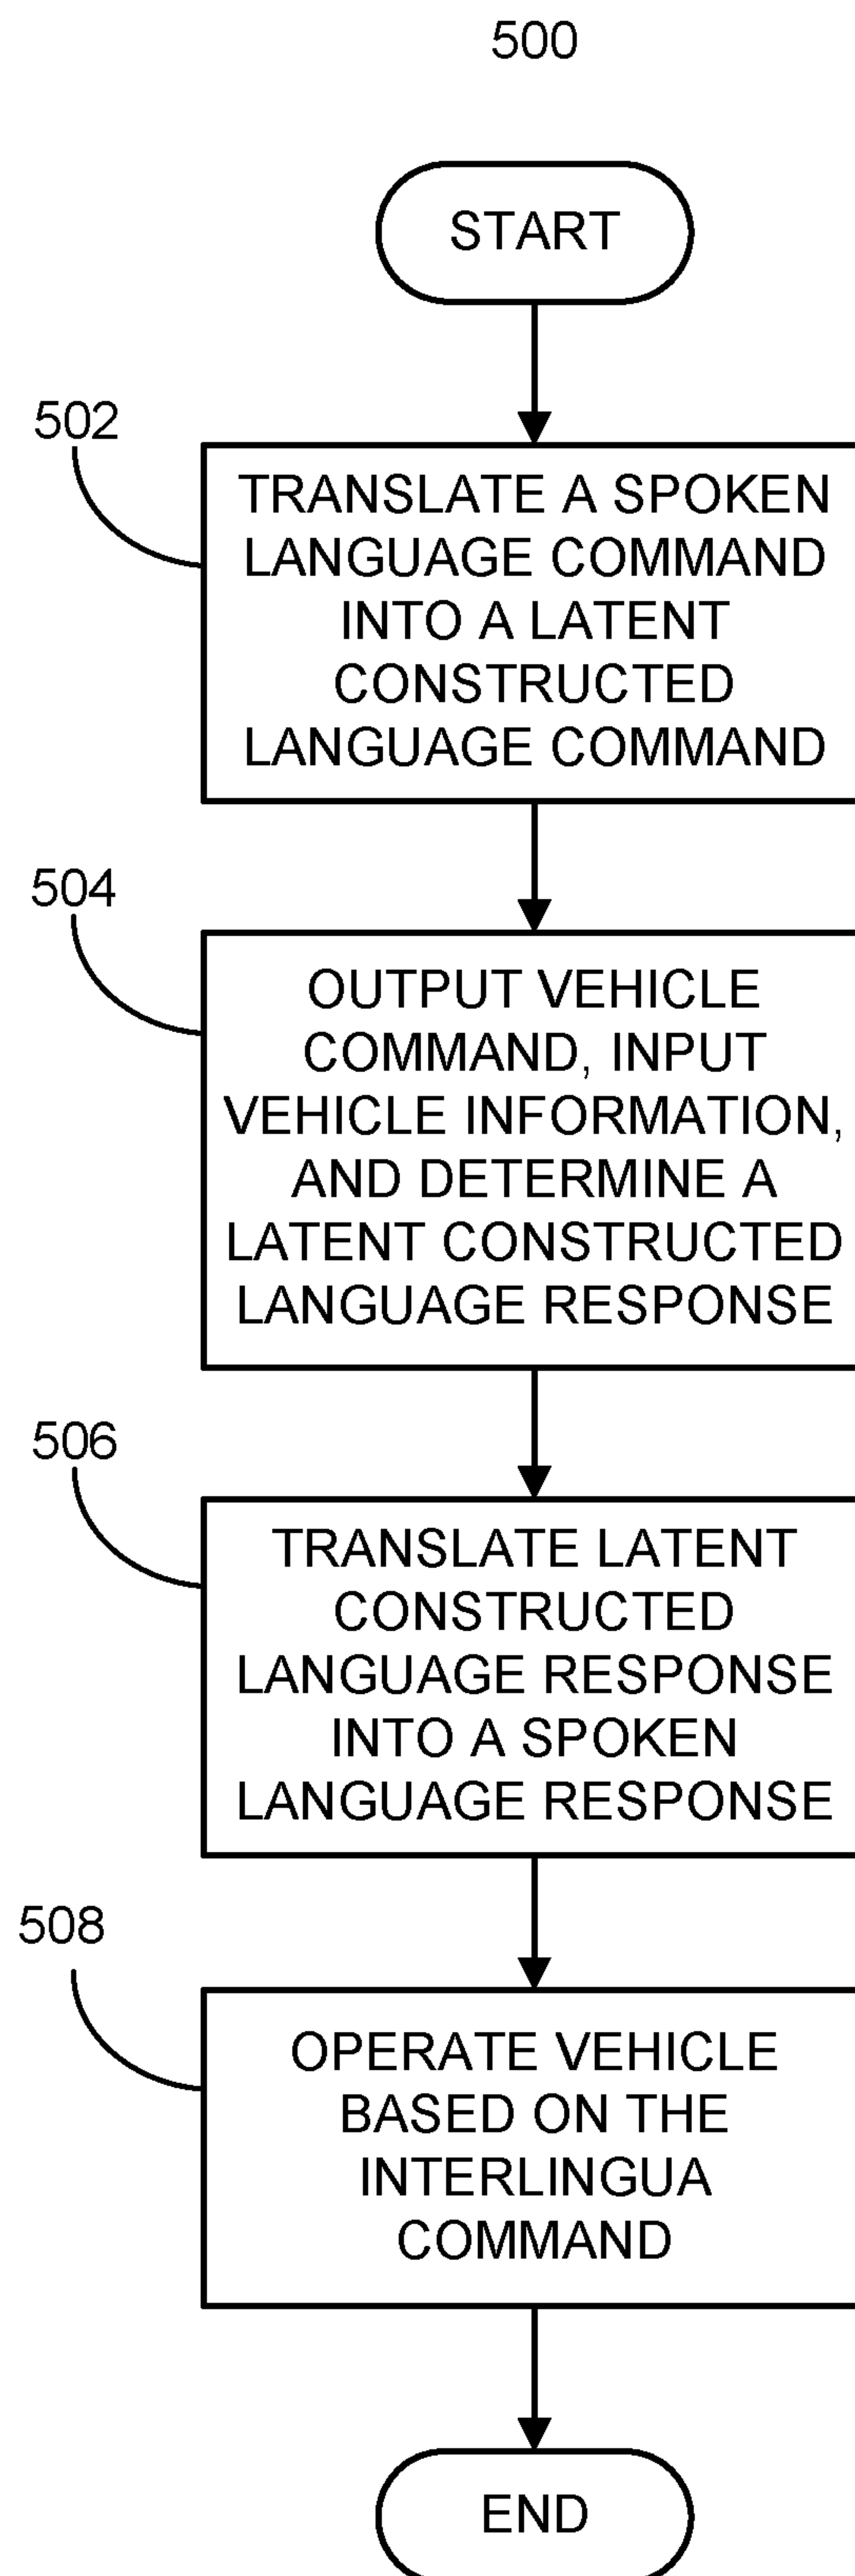 500
START
502
TRANSLATE A SPOKEN
LANGUAGE COMMAND
INTO A LATENT
CONSTRUCTED
LANGUAGE COMMAND
504
OUTPUT VEHICLE
COMMAND, INPUT
VEHICLE INFORMATION,
AND DETERMINE A
LATENT CONSTRUCTED
LANGUAGE RESPONSE
506
TRANSLATE LATENT
CONSTRUCTED
LANGUAGE RESPONSE
INTO A SPOKEN
LANGUAGE RESPONSE
508
OPERATE VEHICLE
BASED ON THE
INTERLINGUA
COMMAND
END